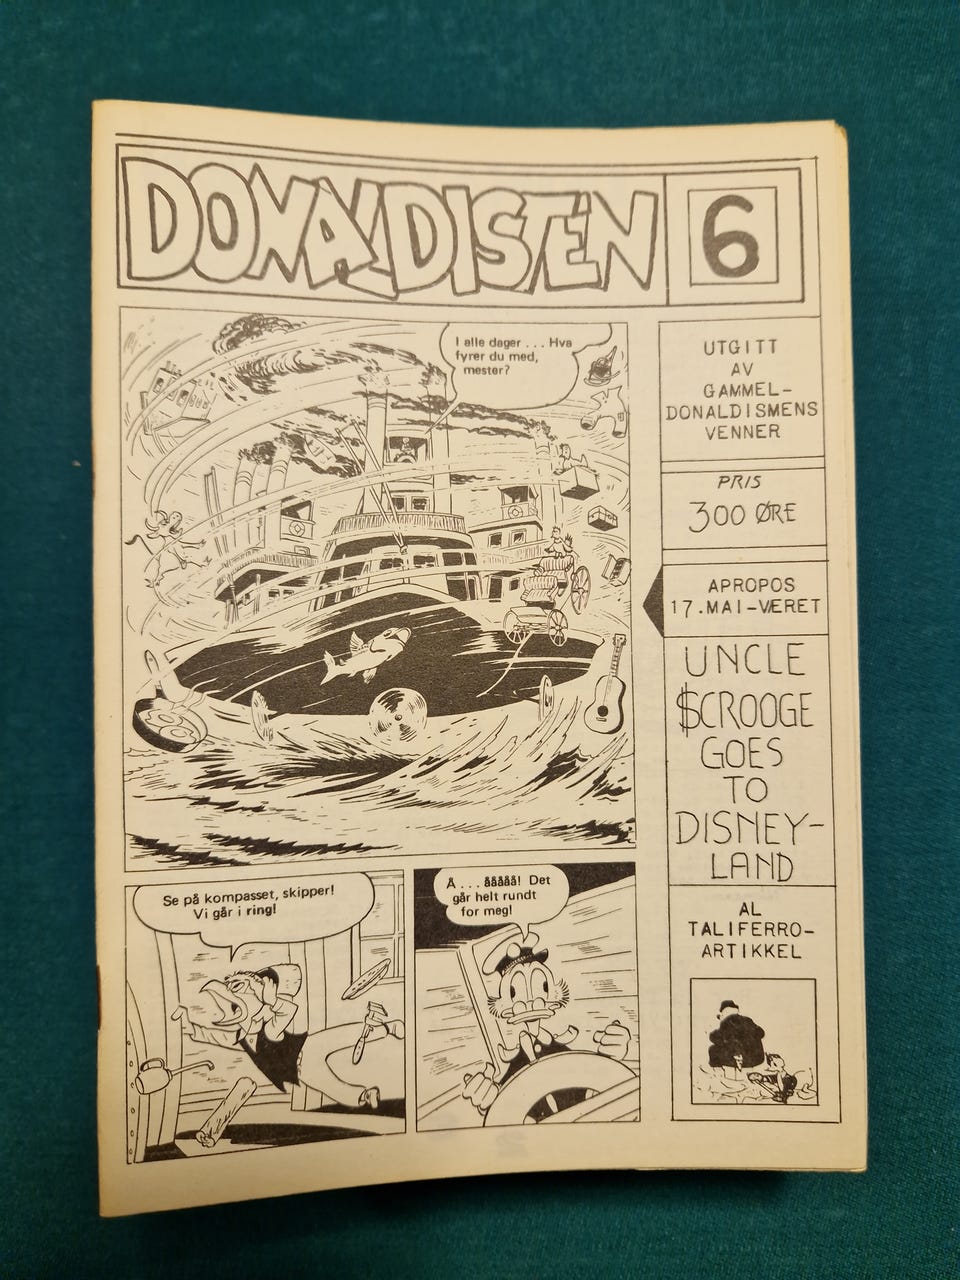 DONALDISTEN
6
I alle dager . . . Hva
fyrer du med,
mester?
Se på kompasset, skipper!
Vi går i ring!
Å . . . ååååå! Det
går helt rundt
for meg!
UTGITT
AV
GAMMEL-
DONALDISMENS
VENNER
PRIS
300 ØRE
APROPOS
17.MAI-VÆRET
UNCLE
$CROOGE
GOES
TO
DISNEY-
LAND
AL
TALIFERRO-
ARTIKKEL